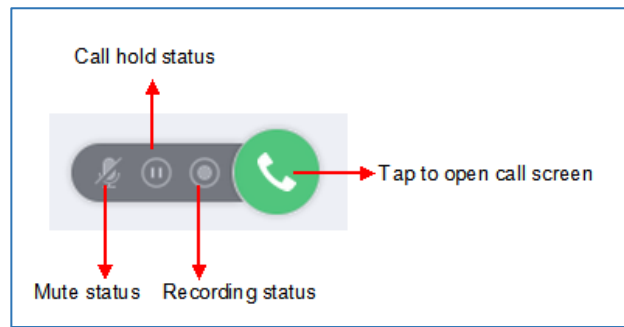 Call hold status
Tap to open call screen
Mute status
Recording status